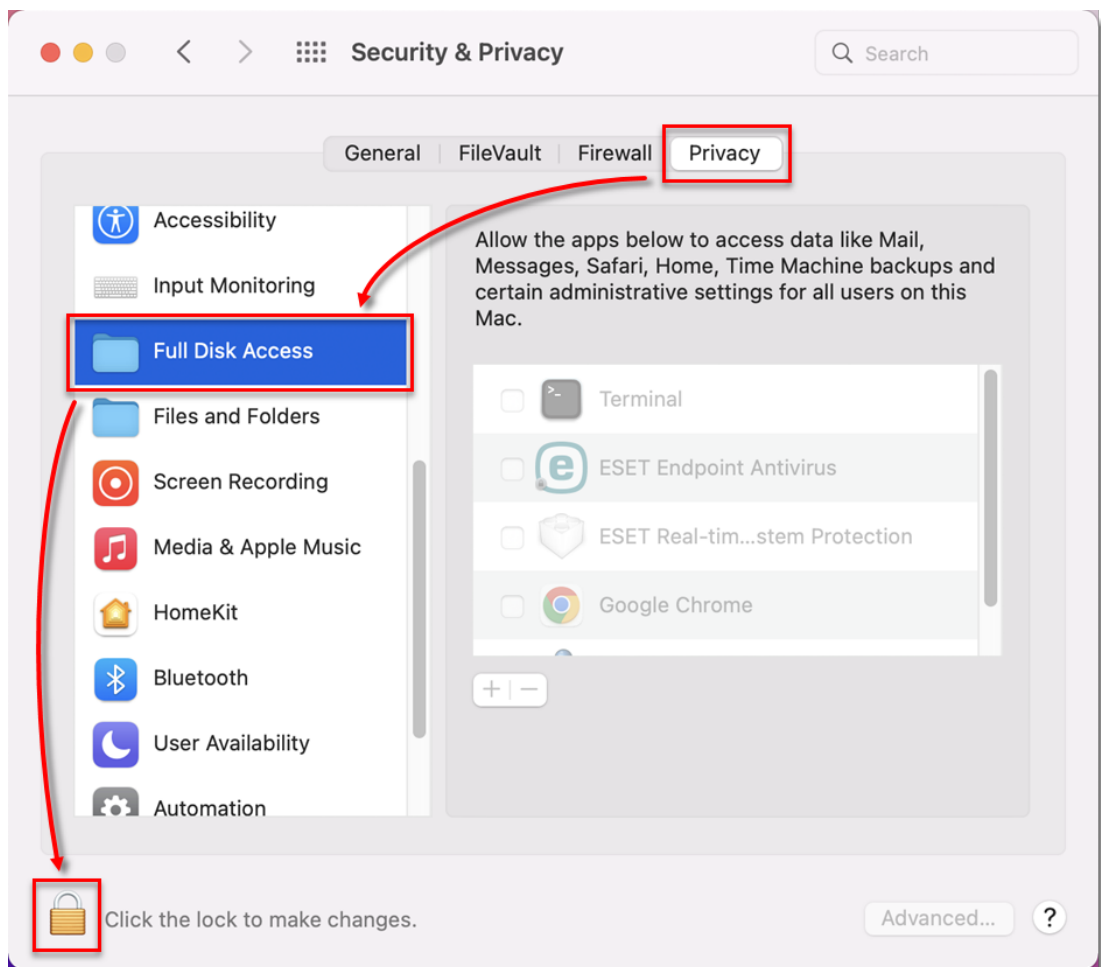 Security & Privacy
Search
General
FileVault
Firewall
Privacy
Accessibility
Input Monitoring
Full Disk Access
Files and Folders
Screen Recording
Media & Apple Music
HomeKit
Bluetooth
User Availability
Automation
Allow the apps below to access data like Mail,
Messages, Safari, Home, Time Machine backups and
certain administrative settings for all users on this
Mac.
Terminal
ESET Endpoint Antivirus
ESET Real-tim...stem Protection
Google Chrome
Click the lock to make changes.
Advanced...
?